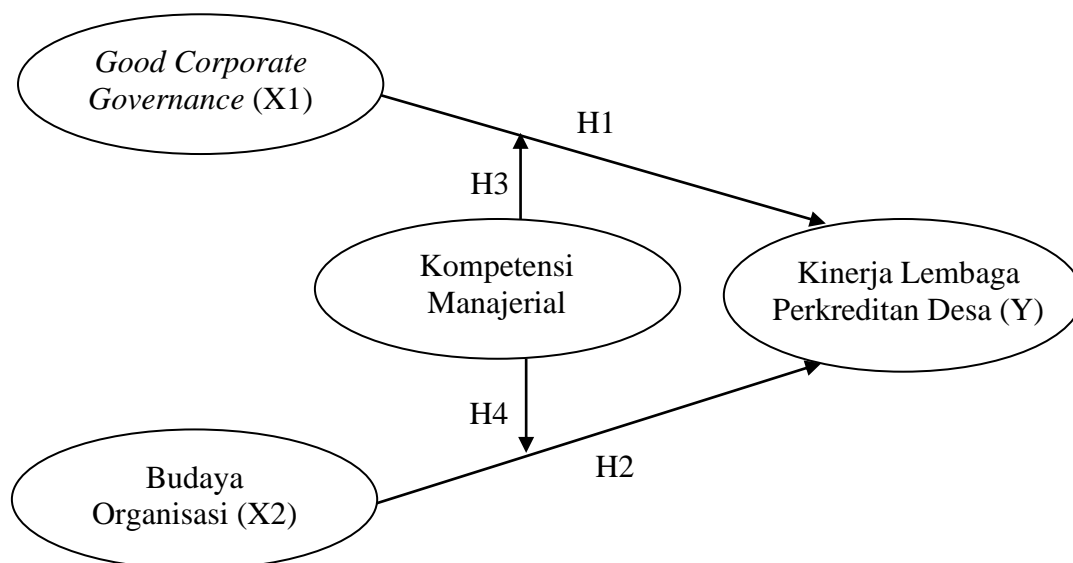 Good Corporate
Governance (X1)
H1
H3
Kompetensi
Manajerial
Kinerja Lembaga
Perkreditan Desa (Y)
H4
H2
Budaya
Organisasi (X2)